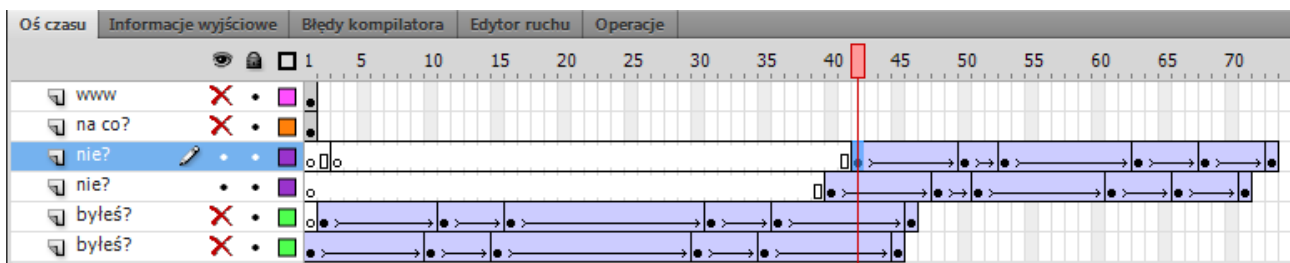 Oś czasu Informacje wyjściowe Błędy kompilatora Edytor ruchu Operacje
1 5 10 15 20 25 30 35 40 45 50 55 60 65 70
www
na co?
nie?
nie?
byłeś?
byłeś?